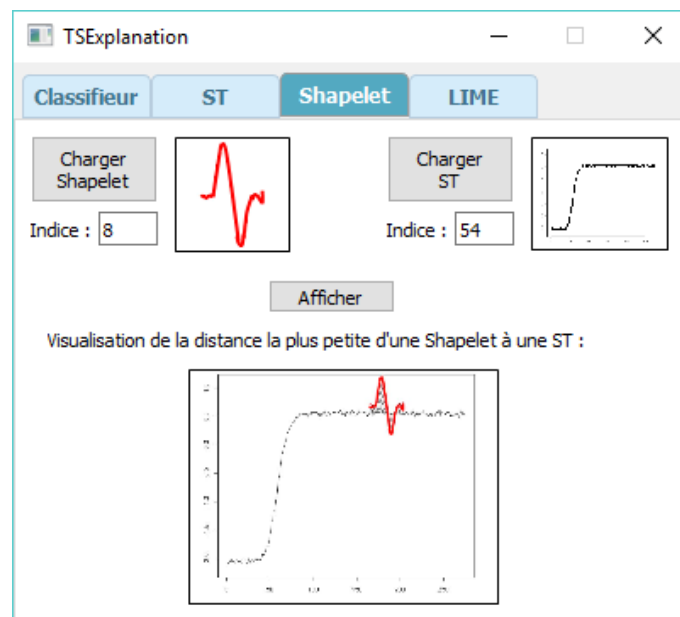 TSExplanation
Classifieur ST Shapelet LIME
Charger
Shapelet
Indice : 8
Charger
ST
Indice : 54
Afficher
Visualisation de la distance la plus petite d'une Shapelet à une ST :